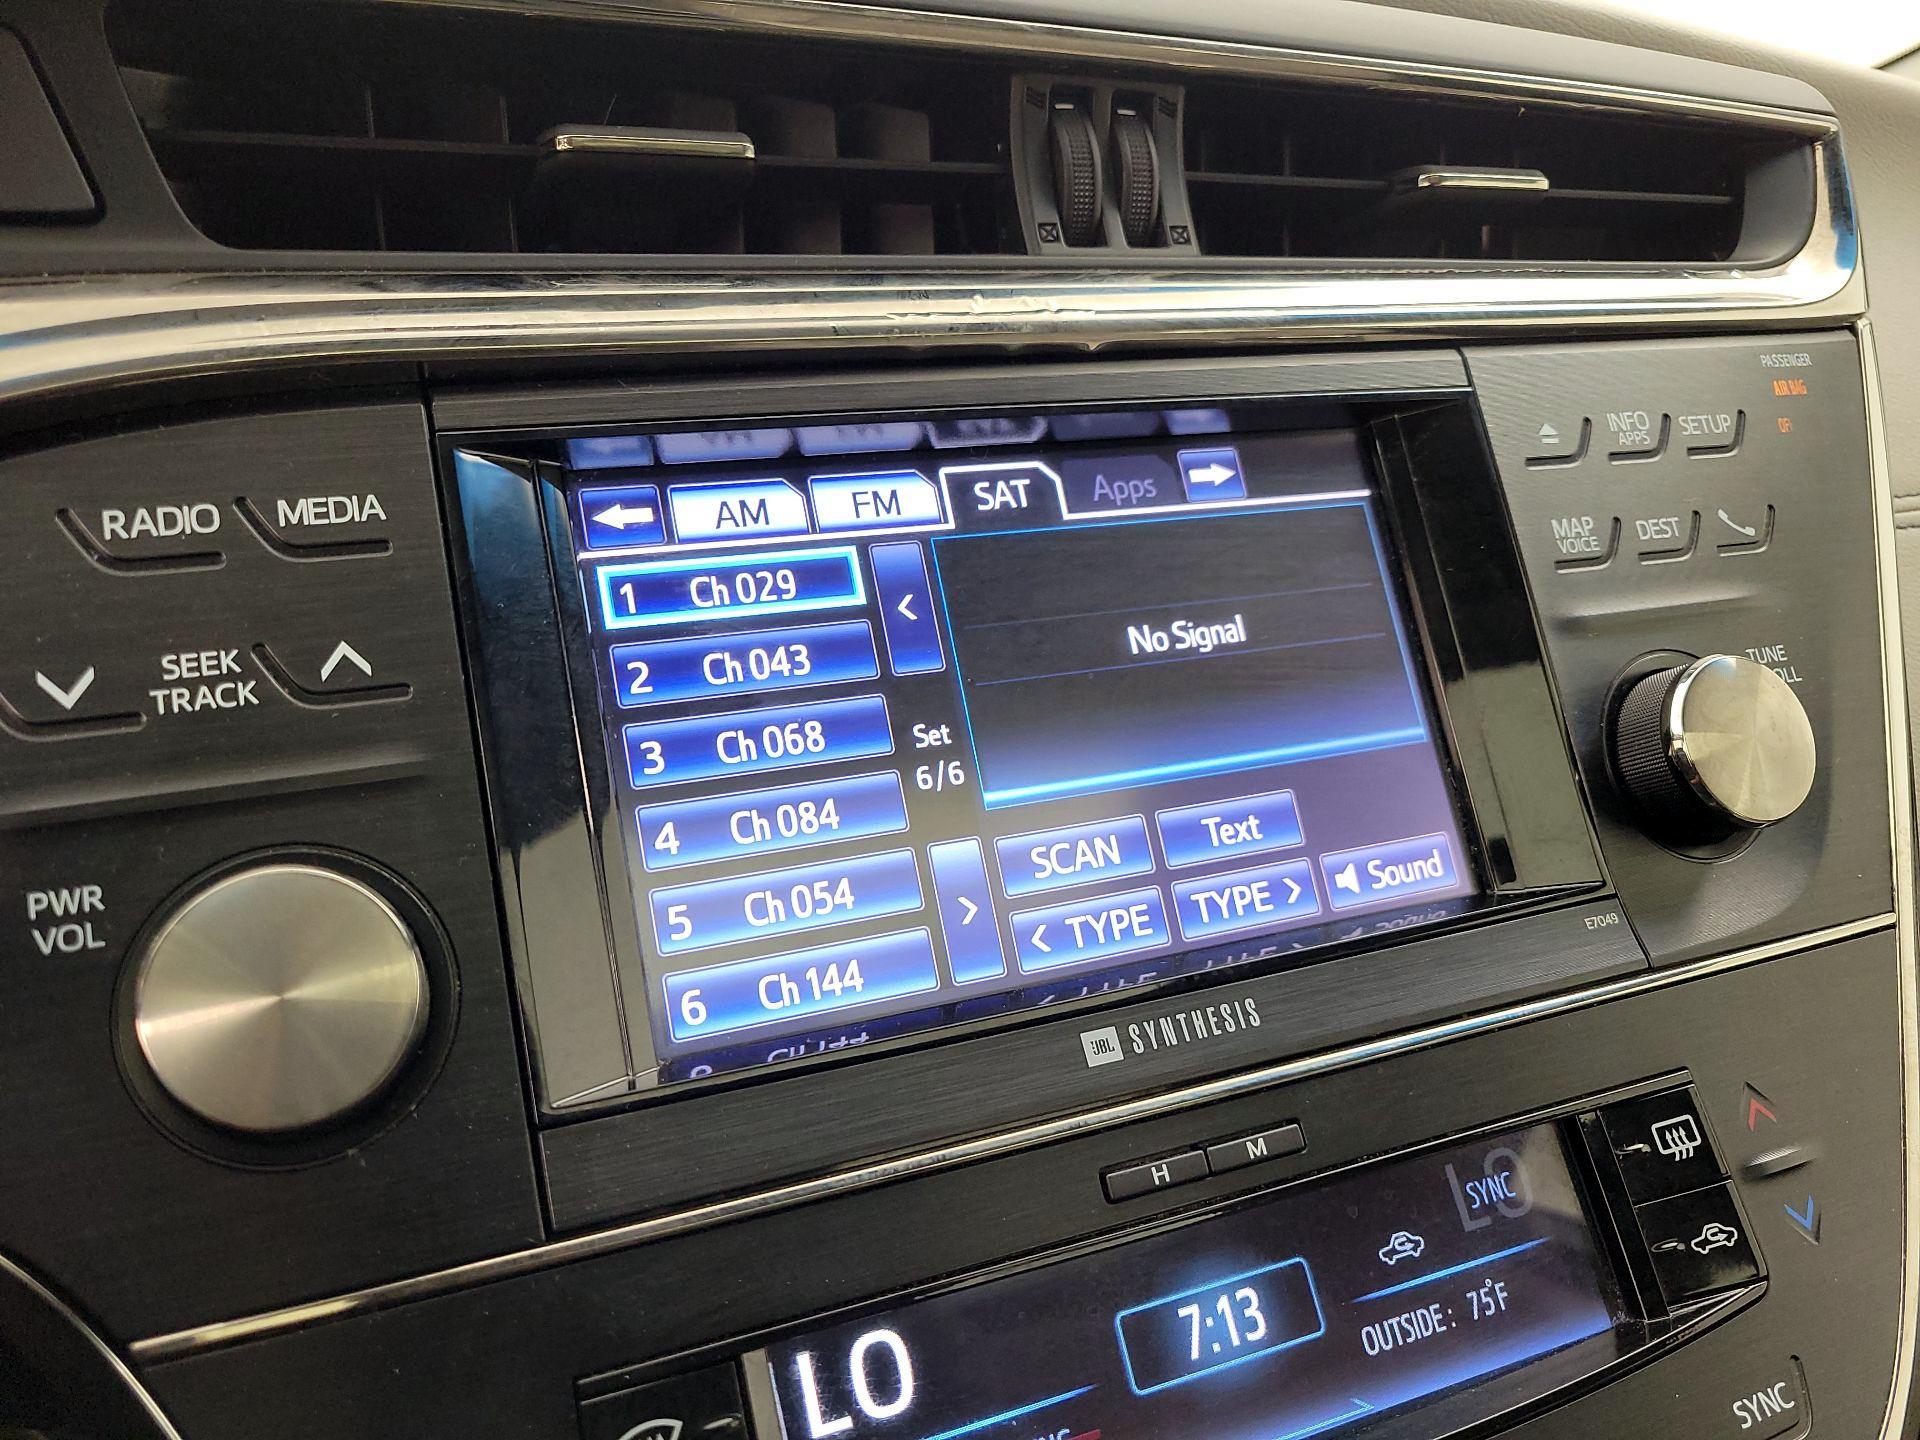 PASSENGER
AIR BAG
OFF
INFO
APPS
SETUP
RADIO
MEDIA
AM
FM
SAT
Apps
MAP
VOICE
DEST
1 Ch 029
<
No Signal
2 Ch 043
SEEK
TRACK
TUNE
3 Ch 068
Set
6/6
4 Ch 084
SCAN
Text
5 Ch 054
>
< TYPE
TYPE >
Sound
PWR
VOL
6 Ch 144
E7049
JBL SYNTHESIS
H
M
LO
SYNC
7:13
OUTSIDE: 75°F
LO
SYNC